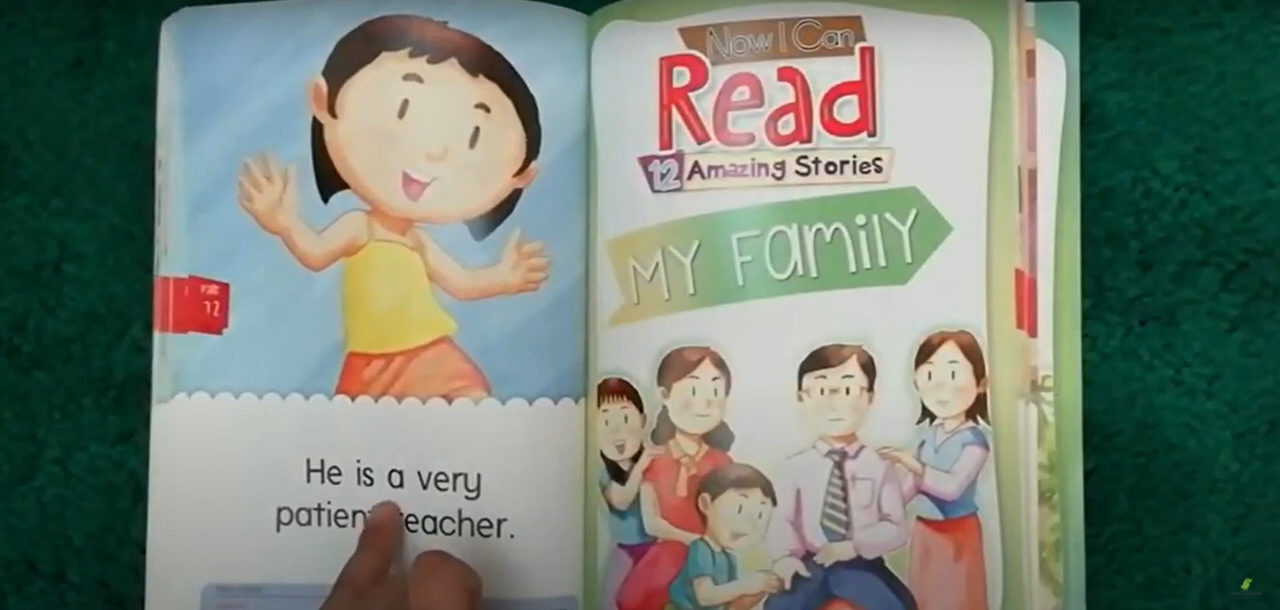 He is a very
patient teacher.
Now I Can
Read
12 Amazing Stories
MY FamilY